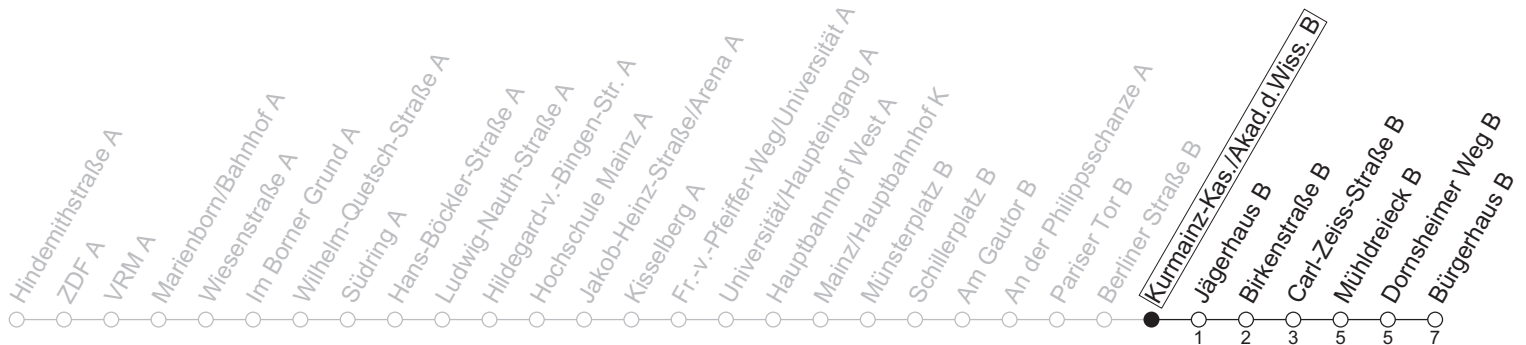 Hindemithstraße A
ZDF A
VRM A
Marienborn/Bahnhof A
Wiesenstraße A
Im Borner Grund A
Wilhelm-Quetsch-Straße A
Südring A
Hans-Böckler-Straße A
Ludwig-Nauth-Straße A
Hildegard-v.-Bingen-Str. A
Hochschule Mainz A
Jakob-Heinz-Straße/Arena A
Kisselberg A
Fr.-v.-Pfeiffer-Weg/Universität A
Universität/Haupteingang A
Hauptbahnhof West A
Mainz/Hauptbahnhof K
Münsterplatz B
Schillerplatz B
Am Gautor B
An der Philippsschanze A
Pariser Tor B
Berliner Straße B
Kurmainz-Kas./Akad.d.Wiss. B
Jägerhaus B
Birkenstraße B
Carl-Zeiss-Straße B
Mühldreieck B
Dornsheimer Weg B
Bürgerhaus B
1 2 3 5 5 7